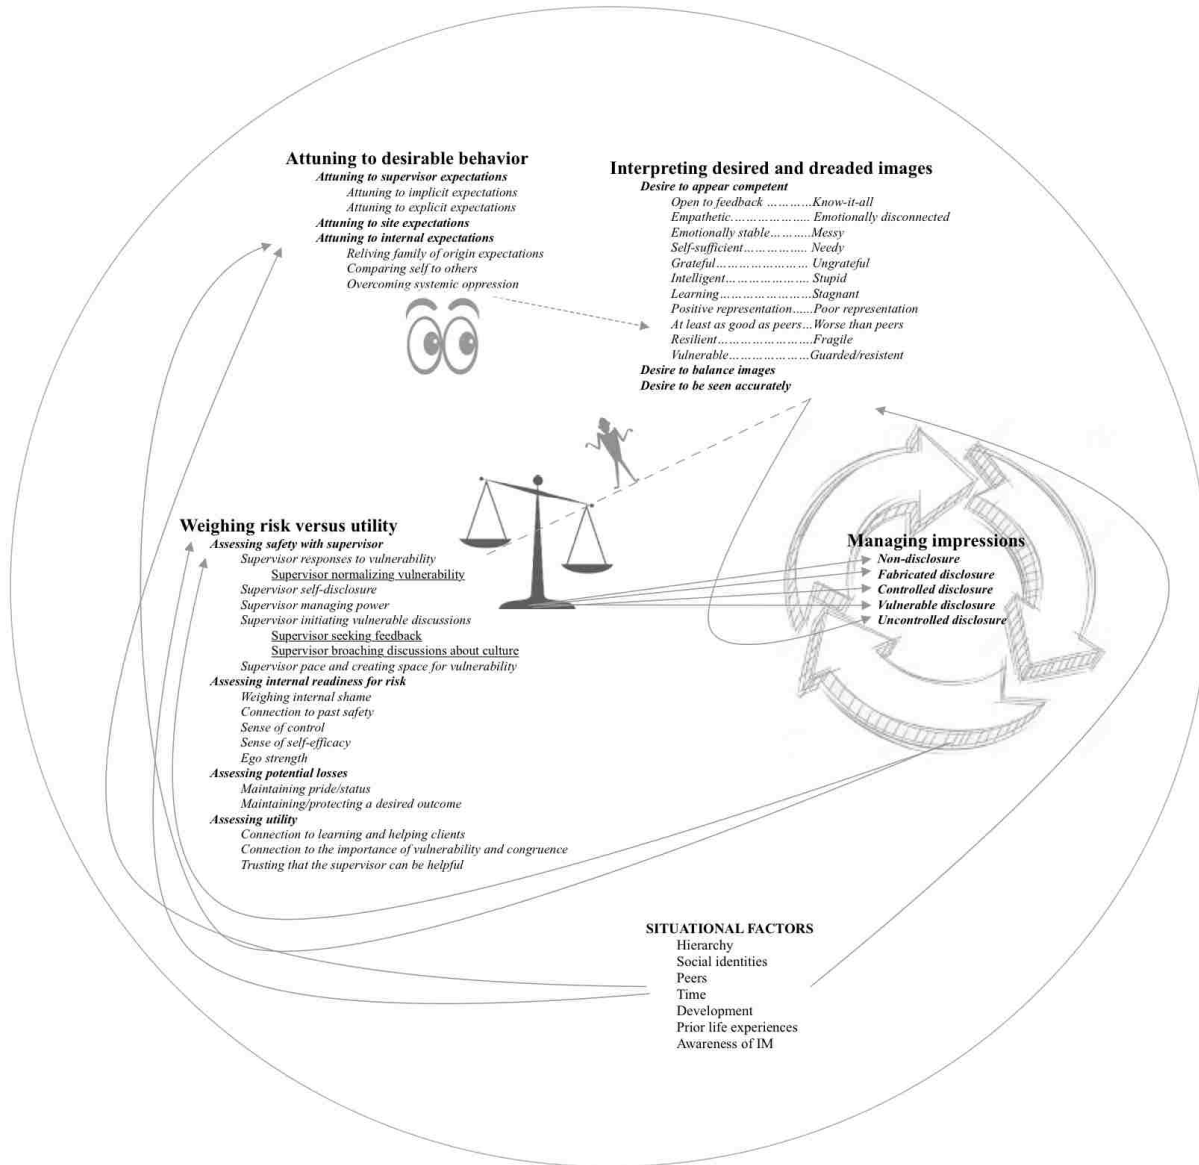 Attuning to desirable behavior
Attuning to supervisor expectations
Attuning to implicit expectations
Attuning to explicit expectations
Attuning to site expectations
Attuning to internal expectations
Reliving family of origin expectations
Comparing self to others
Overcoming systemic oppression
Interpreting desired and dreaded images
Desire to appear competent
Open to feedback …………Know-it-all
Empathetic………………….. Emotionally disconnected
Emotionally stable………..Messy
Self-sufficient…………….. Needy
Grateful…………………… Ungrateful
Intelligent…………………. Stupid
Learning……………………Stagnant
Positive representation……Poor representation
At least as good as peers…Worse than peers
Resilient…………………….Fragile
Vulnerable…………………Guarded/resistent
Desire to balance images
Desire to be seen accurately
Weighing risk versus utility
Assessing safety with supervisor
Supervisor responses to vulnerability
Supervisor normalizing vulnerability
Supervisor self-disclosure
Supervisor managing power
Supervisor initiating vulnerable discussions
Supervisor seeking feedback
Supervisor broaching discussions about culture
Supervisor pace and creating space for vulnerability
Assessing internal readiness for risk
Weighing internal shame
Connection to past safety
Sense of control
Sense of self-efficacy
Ego strength
Assessing potential losses
Maintaining pride/status
Maintaining/protecting a desired outcome
Assessing utility
Connection to learning and helping clients
Connection to the importance of vulnerability and congruence
Trusting that the supervisor can be helpful
Managing impressions
Non-disclosure
Fabricated disclosure
Controlled disclosure
Vulnerable disclosure
Uncontrolled disclosure
SITUATIONAL FACTORS
Hierarchy
Social identities
Peers
Time
Development
Prior life experiences
Awareness of IM